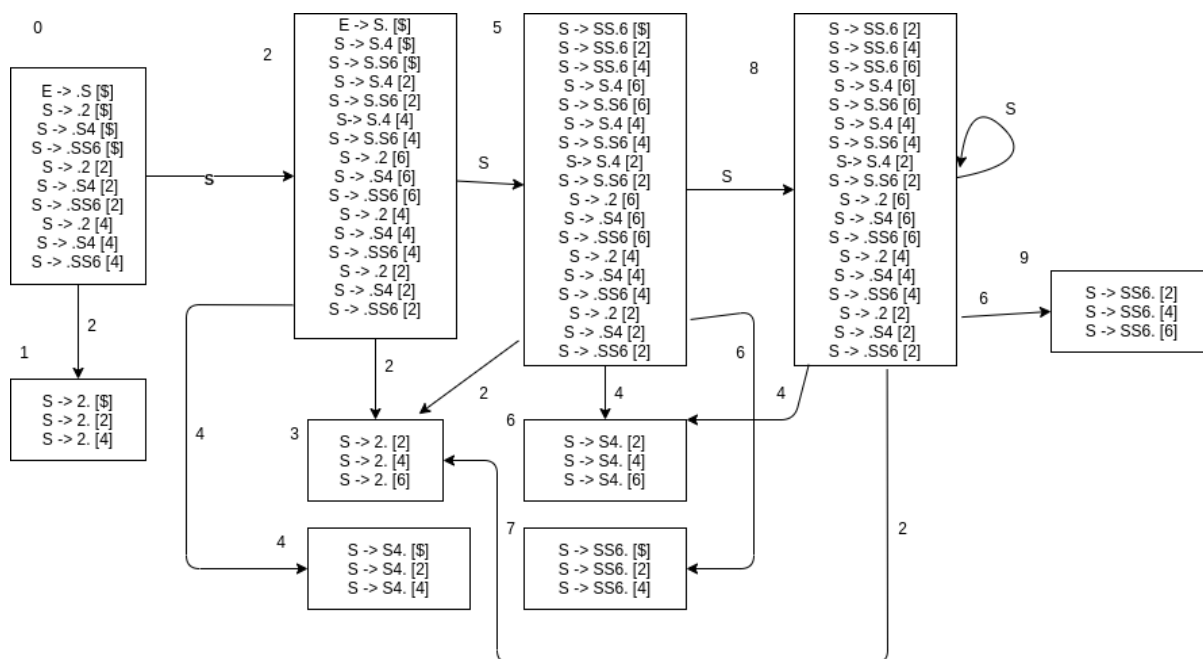 0
E -> .S [$]
S -> .2 [$]
S -> .S4 [$]
S -> .SS6 [$]
S -> .2 [2]
S -> .S4 [2]
S -> .SS6 [2]
S -> .2 [4]
S -> .S4 [4]
S -> .SS6 [4]
S
2
1
S -> 2. [$]
S -> 2. [2]
S -> 2. [4]
2
E -> S. [$]
S -> S.4 [$]
S -> S.S6 [$]
S -> S.4 [2]
S -> S.S6 [2]
S-> S.4 [4]
S -> S.S6 [4]
S -> .2 [6]
S -> .S4 [6]
S -> .SS6 [6]
S -> .2 [4]
S -> .S4 [4]
S -> .SS6 [4]
S -> .2 [2]
S -> .S4 [2]
S -> .SS6 [2]
S
2
4
3
S -> 2. [2]
S -> 2. [4]
S -> 2. [6]
4
S -> S4. [$]
S -> S4. [2]
S -> S4. [4]
5
S -> SS.6 [$]
S -> SS.6 [2]
S -> SS.6 [4]
S -> S.4 [6]
S -> S.S6 [6]
S -> S.4 [4]
S -> S.S6 [4]
S-> S.4 [2]
S -> S.S6 [2]
S -> .2 [6]
S -> .S4 [6]
S -> .SS6 [6]
S -> .2 [4]
S -> .S4 [4]
S -> .SS6 [4]
S -> .2 [2]
S -> .S4 [2]
S -> .SS6 [2]
S
2
4
6
6
S -> S4. [2]
S -> S4. [4]
S -> S4. [6]
7
S -> SS6. [$]
S -> SS6. [2]
S -> SS6. [4]
8
S -> SS.6 [2]
S -> SS.6 [4]
S -> SS.6 [6]
S -> S.4 [6]
S -> S.S6 [6]
S -> S.4 [4]
S -> S.S6 [4]
S-> S.4 [2]
S -> S.S6 [2]
S -> .2 [6]
S -> .S4 [6]
S -> .SS6 [6]
S -> .2 [4]
S -> .S4 [4]
S -> .SS6 [4]
S -> .2 [2]
S -> .S4 [2]
S -> .SS6 [2]
S
6
4
2
9
S -> SS6. [2]
S -> SS6. [4]
S -> SS6. [6]